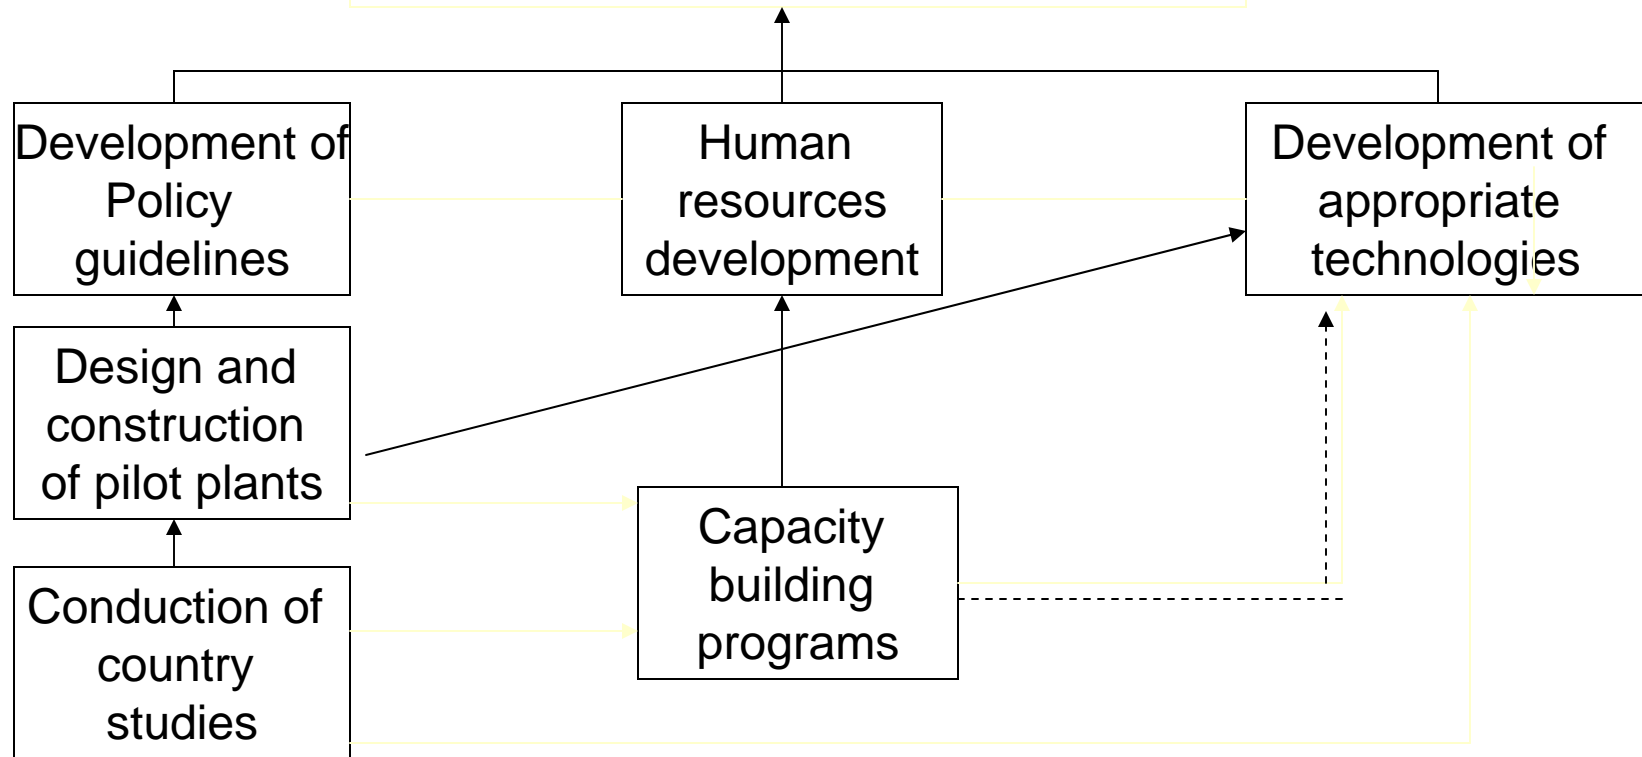 Development of
Policy
guidelines
Human
resources
development
Development of
appropriate
technologies
Design and
construction
of pilot plants
Capacity
building
programs
Conduction of
country
studies